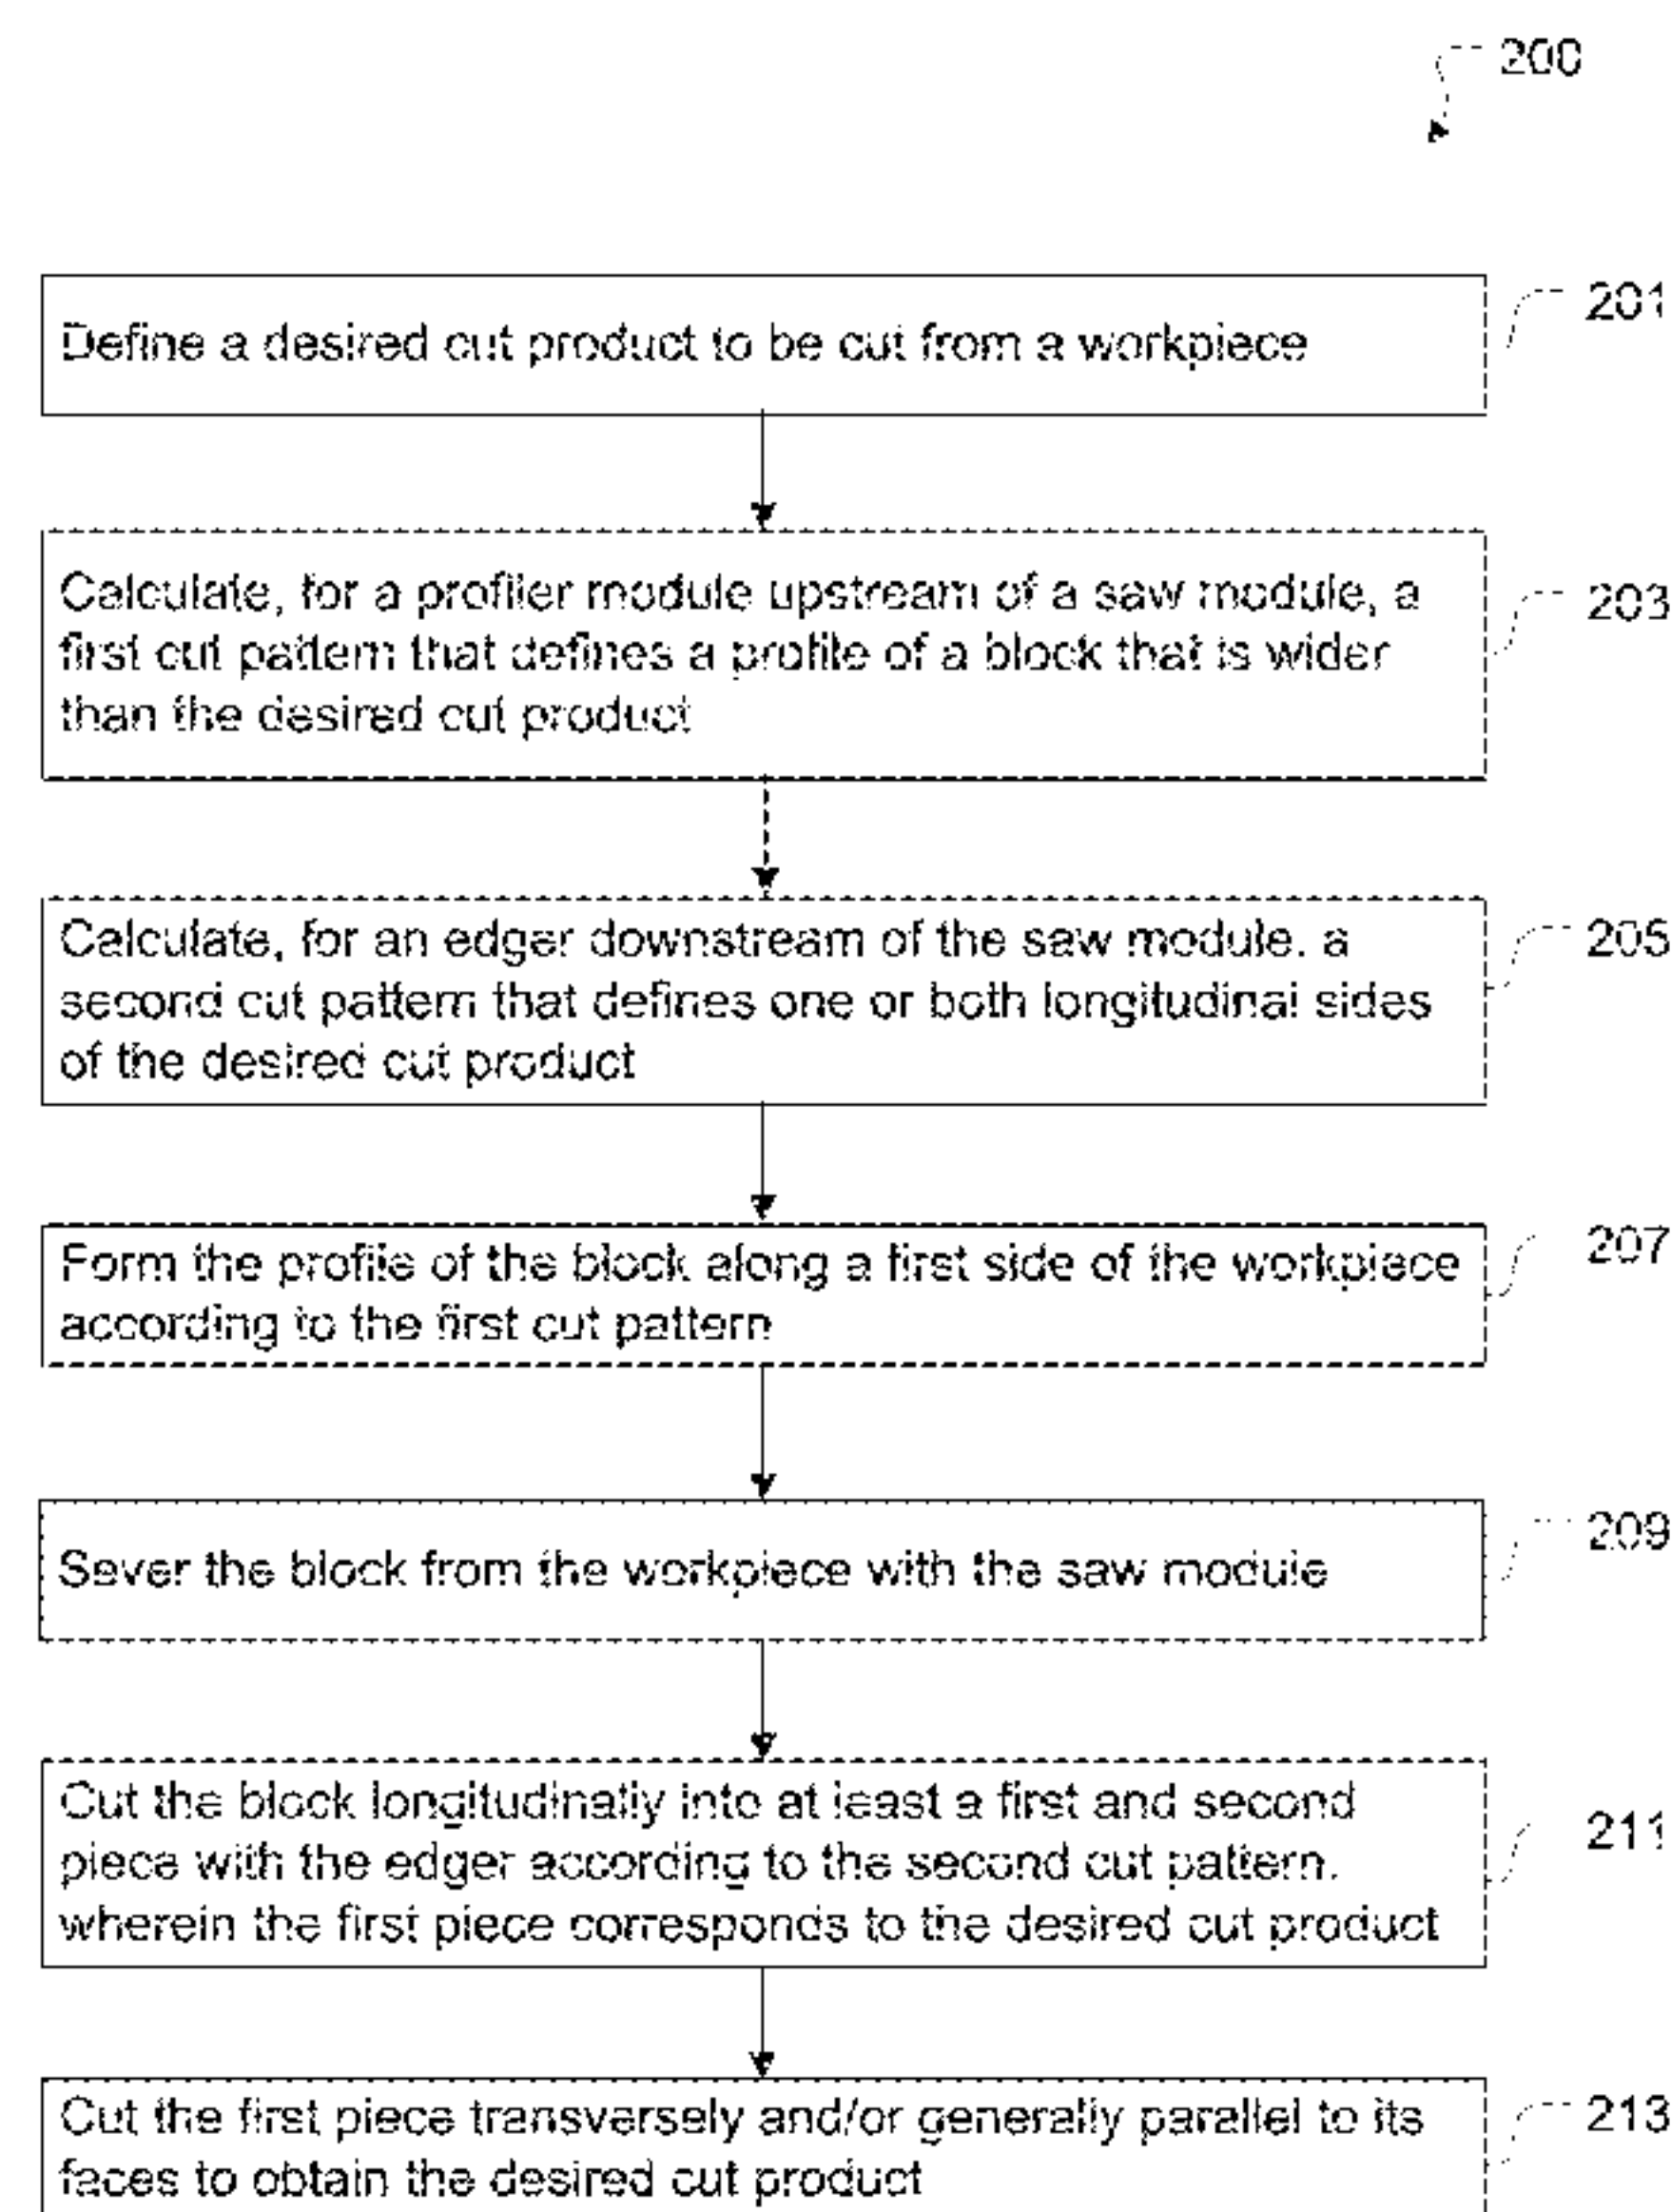 200
Define a desired cut product to be cut from a workpiece
201
Calculate, for a profiler module upstream of a saw module, a
first cut pattern that defines a profile of a block that is wider
than the desired cut product
203
Calculate, for an edger downstream of the saw module, a
second cut pattern that defines one or both longitudinal sides
of the desired cut product
205
Form the profile of the block along a first side of the workpiece
according to the first cut pattern
207
Sever the block from the workpiece with the saw module
209
Cut the block longitudinally into at least a first and second
piece with the edger according to the second cut pattern,
wherein the first piece corresponds to the desired cut product
211
Cut the first piece transversely and/or generally parallel to its
faces to obtain the desired cut product
213